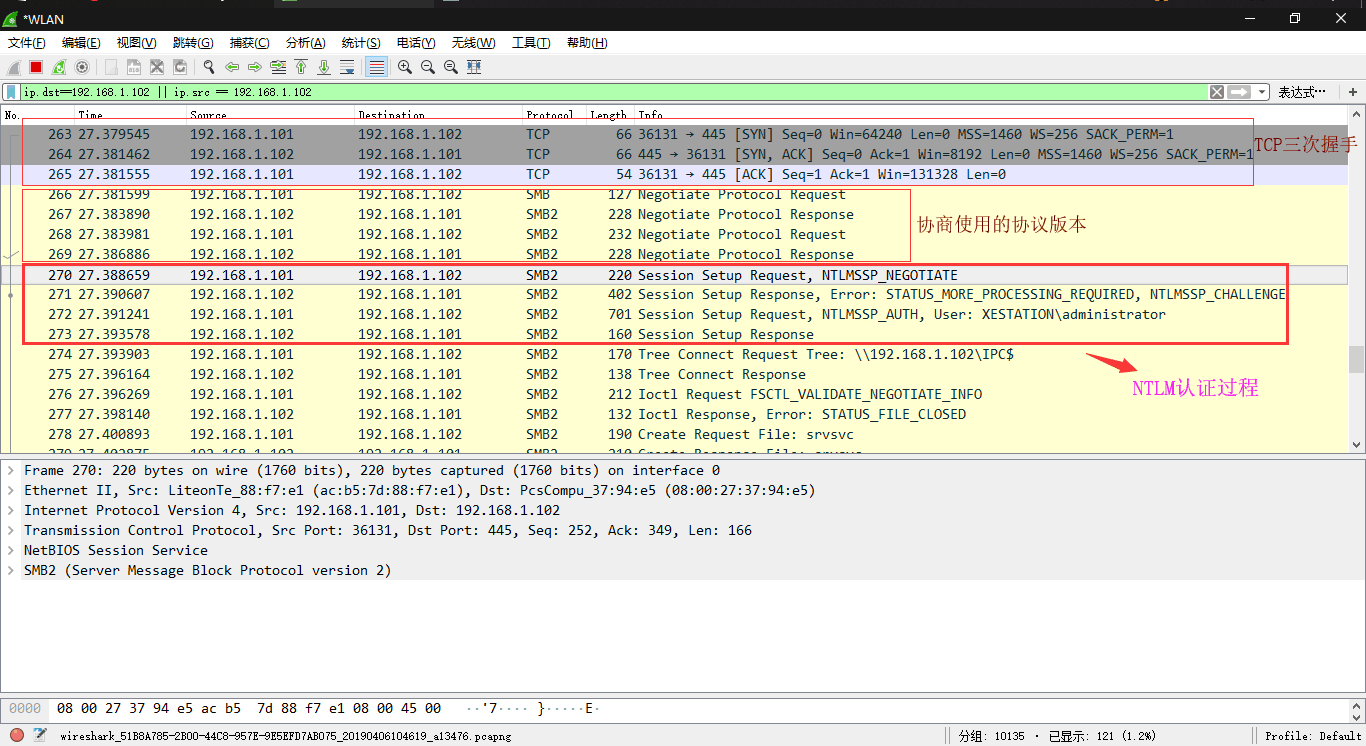 *WLAN
文件(F) 编辑(E) 视图(V) 跳转(G) 捕获(C) 分析(A) 统计(S) 电话(Y) 无线(W) 工具(T) 帮助(H)
ip.dst==192.168.1.102 || ip.src == 192.168.1.102 表达式… +
No. Time Source Destination Protocol Length Info
263 27.379545 192.168.1.101 192.168.1.102 TCP 66 36131 → 445 [SYN] Seq=0 Win=64240 Len=0 MSS=1460 WS=256 SACK_PERM=1
TCP三次握手
264 27.381462 192.168.1.102 192.168.1.101 TCP 66 445 → 36131 [SYN, ACK] Seq=0 Ack=1 Win=8192 Len=0 MSS=1460 WS=256 SACK_PERM=1
265 27.381555 192.168.1.101 192.168.1.102 TCP 54 36131 → 445 [ACK] Seq=1 Ack=1 Win=131328 Len=0
266 27.381599 192.168.1.101 192.168.1.102 SMB 127 Negotiate Protocol Request
267 27.383890 192.168.1.102 192.168.1.101 SMB2 228 Negotiate Protocol Response
协商使用的协议版本
268 27.383981 192.168.1.101 192.168.1.102 SMB2 232 Negotiate Protocol Request
269 27.386886 192.168.1.102 192.168.1.101 SMB2 228 Negotiate Protocol Response
270 27.388659 192.168.1.101 192.168.1.102 SMB2 220 Session Setup Request, NTLMSSP_NEGOTIATE
271 27.390607 192.168.1.102 192.168.1.101 SMB2 402 Session Setup Response, Error: STATUS_MORE_PROCESSING_REQUIRED, NTLMSSP_CHALLENGE
272 27.391241 192.168.1.101 192.168.1.102 SMB2 701 Session Setup Request, NTLMSSP_AUTH, User: XESTATION\administrator
273 27.393578 192.168.1.102 192.168.1.101 SMB2 160 Session Setup Response
274 27.393903 192.168.1.101 192.168.1.102 SMB2 170 Tree Connect Request Tree: \\192.168.1.102\IPC$
275 27.396164 192.168.1.102 192.168.1.101 SMB2 138 Tree Connect Response
NTLM认证过程
276 27.396269 192.168.1.101 192.168.1.102 SMB2 212 Ioctl Request FSCTL_VALIDATE_NEGOTIATE_INFO
277 27.398140 192.168.1.102 192.168.1.101 SMB2 132 Ioctl Response, Error: STATUS_FILE_CLOSED
278 27.400893 192.168.1.101 192.168.1.102 SMB2 190 Create Request File: srvsvc
Frame 270: 220 bytes on wire (1760 bits), 220 bytes captured (1760 bits) on interface 0
Ethernet II, Src: LiteonTe_88:f7:e1 (ac:b5:7d:88:f7:e1), Dst: PcsCompu_37:94:e5 (08:00:27:37:94:e5)
Internet Protocol Version 4, Src: 192.168.1.101, Dst: 192.168.1.102
Transmission Control Protocol, Src Port: 36131, Dst Port: 445, Seq: 252, Ack: 349, Len: 166
NetBIOS Session Service
SMB2 (Server Message Block Protocol version 2)
0000 08 00 27 37 94 e5 ac b5 7d 88 f7 e1 08 00 45 00 ··'7···· }·····E·
wireshark_51B8A785-2B00-44C8-957E-9E5EFD7AB075_20190406104619_a13476.pcapng 分组: 10135 · 已显示: 121 (1.2%) Profile: Default